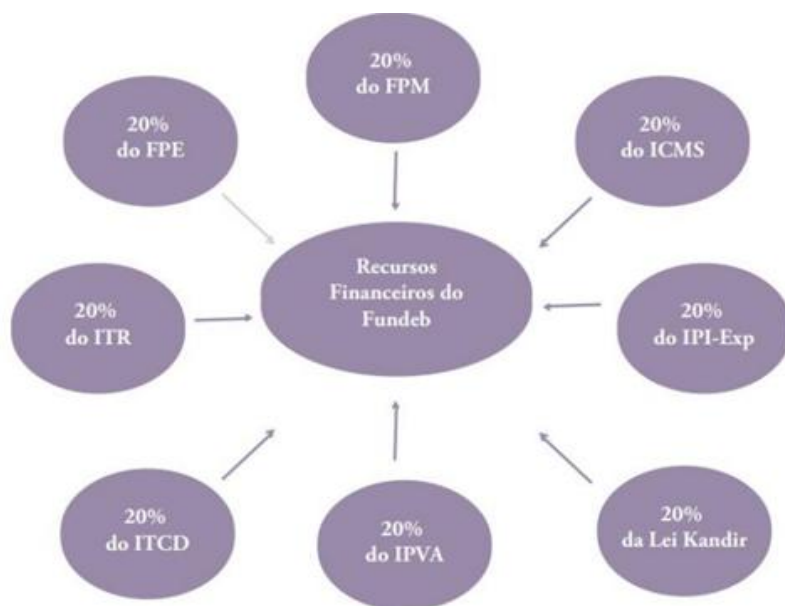 20%
do FPM
20%
do FPE
20%
do ICMS
Recursos
Financeiros do
Fundeb
20%
do ITR
20%
do IPI-Exp
20%
do ITCD
20%
do IPVA
20%
da Lei Kandir